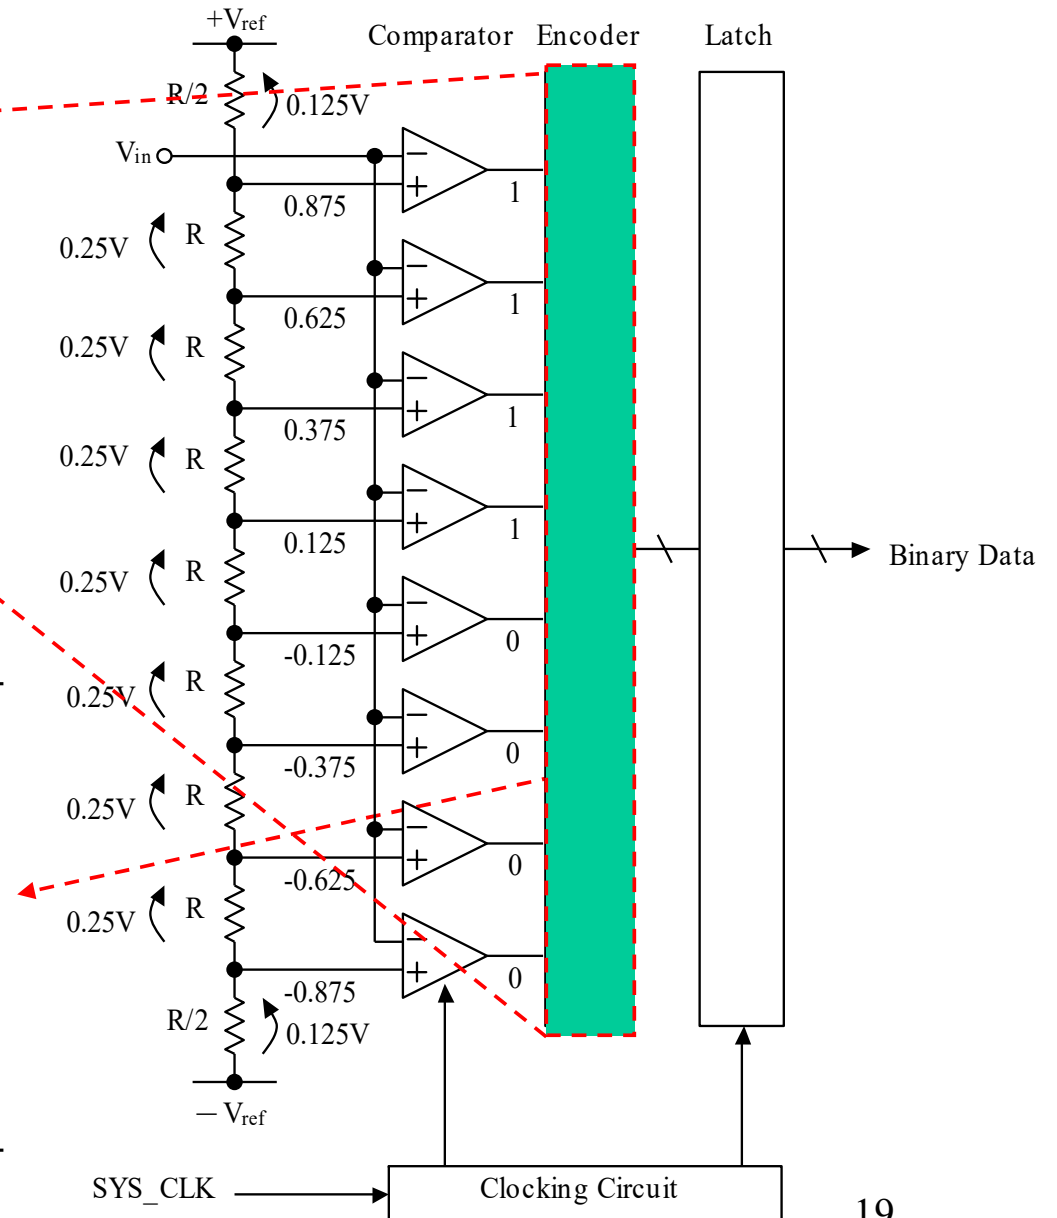 +Vref
Comparator Encoder Latch
R/2
0.125V
Vin
0.875
1
0.25V R
0.625
1
0.25V R
0.375
1
0.25V R
0.125
1
0.25V R
-0.125
0
0.25V R
-0.375
0
0.25V R
-0.625
0
0.25V R
-0.875
0
R/2
0.125V
−Vref
Binary Data
SYS_CLK
Clocking Circuit
19